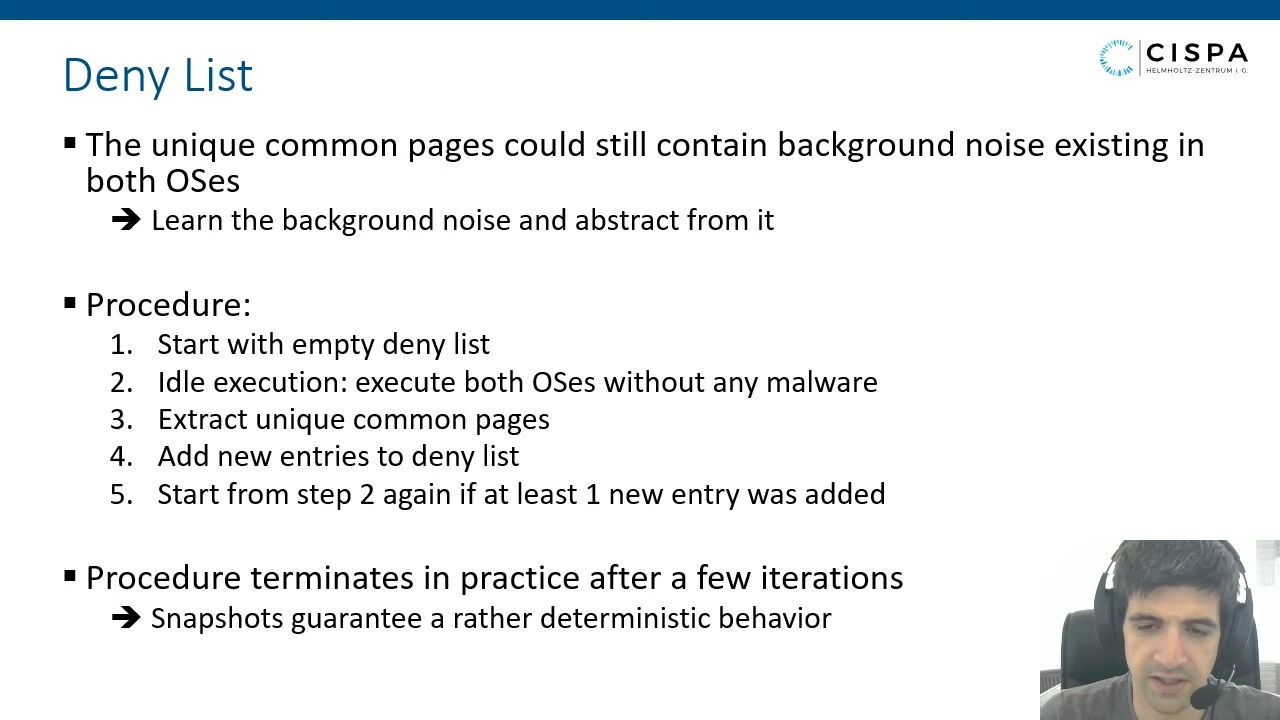 Deny List
CISPA
HELMHOLTZ-ZENTRUM I. G.
▪ The unique common pages could still contain background noise existing in
both OSes
➔ Learn the background noise and abstract from it
▪ Procedure:
1. Start with empty deny list
2. Idle execution: execute both OSes without any malware
3. Extract unique common pages
4. Add new entries to deny list
5. Start from step 2 again if at least 1 new entry was added
▪ Procedure terminates in practice after a few iterations
➔ Snapshots guarantee a rather deterministic behavior